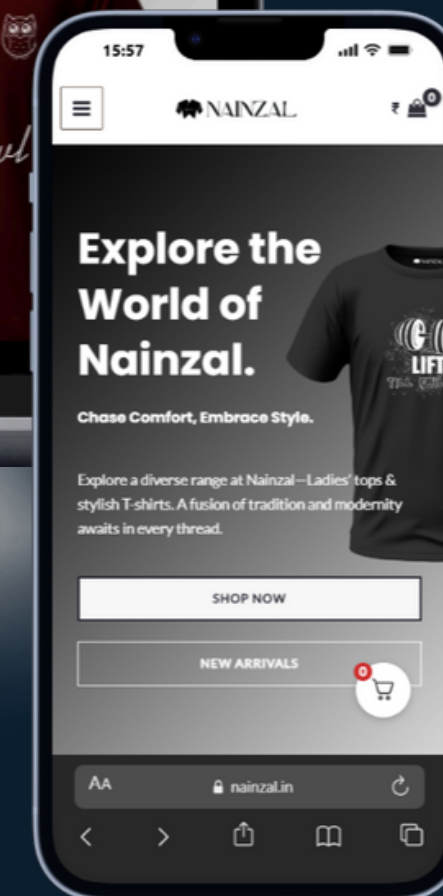 15:57
NAINZAL
₹ 0
Explore the
World of
Nainzal.
Chase Comfort, Embrace Style.
Explore a diverse range at Nainzal—Ladies' tops &
stylish T-shirts. A fusion of tradition and modernity
awaits in every thread.
LIFT
SHOP NOW
NEW ARRIVALS
0
AA nainzal.in